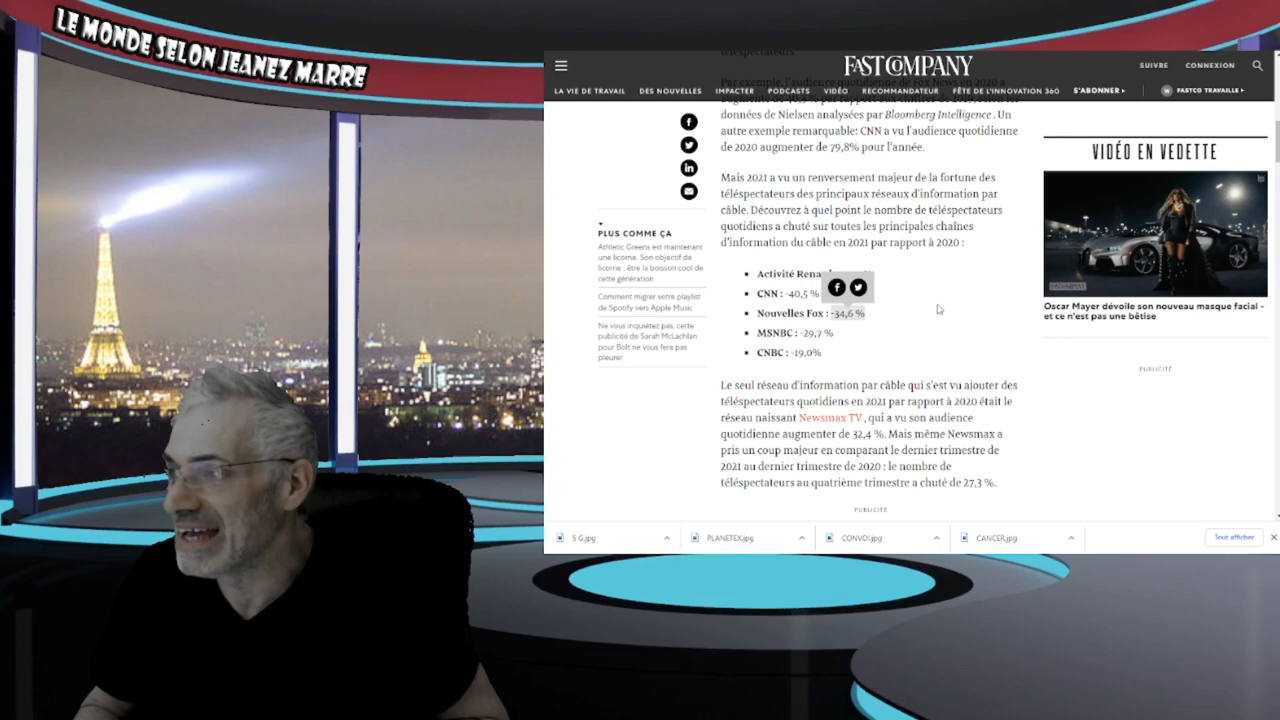 LE MONDE SELON JEANEZ MARRE
FAST COMPANY
SUIVRE
CONNEXION
LA VIE DE TRAVAIL
DES NOUVELLES
IMPACTER
PODCASTS
VIDÉO
RECOMMANDATEUR
FÊTE DE L'INNOVATION 360
S'ABONNER
FASTCO TRAVAILLE
téléspectateurs
Par exemple, l'audience quotidienne de Fox News en 2020 a
données de Nielsen analysées par Bloomberg Intelligence . Un
autre exemple remarquable: CNN a vu l'audience quotidienne
de 2020 augmenter de 79,8% pour l'année.
Mais 2021 a vu un renversement majeur de la fortune des
téléspectateurs des principaux réseaux d'information par
câble. Découvrez à quel point le nombre de téléspectateurs
quotidiens a chuté sur toutes les principales chaînes
d'information du câble en 2021 par rapport à 2020 :
Activité
CNN : -40,5 %
Nouvelles Fox : -34,6 %
MSNBC : -29,7 %
CNBC : -19,0%
Le seul réseau d'information par câble qui s'est vu ajouter des
téléspectateurs quotidiens en 2021 par rapport à 2020 était le
réseau naissant Newsmax TV , qui a vu son audience
quotidienne augmenter de 32,4 %. Mais même Newsmax a
pris un coup majeur en comparant le dernier trimestre de
2021 au dernier trimestre de 2020 : le nombre de
téléspectateurs au quatrième trimestre a chuté de 27,3 %.
PUBLICITÉ
PLUS COMME ÇA
Athletic Greens est maintenant
une licorne. Son objectif de
licorne : être la boisson cool de
cette génération
Comment migrer votre playlist
de Spotify vers Apple Music
Ne vous inquiétez pas, cette
publicité de Sarah McLachlan
pour Bolt ne vous fera pas
pleurer
VIDÉO EN VEDETTE
Oscar Mayer dévoile son nouveau masque facial -
et ce n'est pas une bêtise
PUBLICITÉ
5 G.jpg
PLANETEX.jpg
CONVOI.jpg
CANCER.jpg
Tout afficher